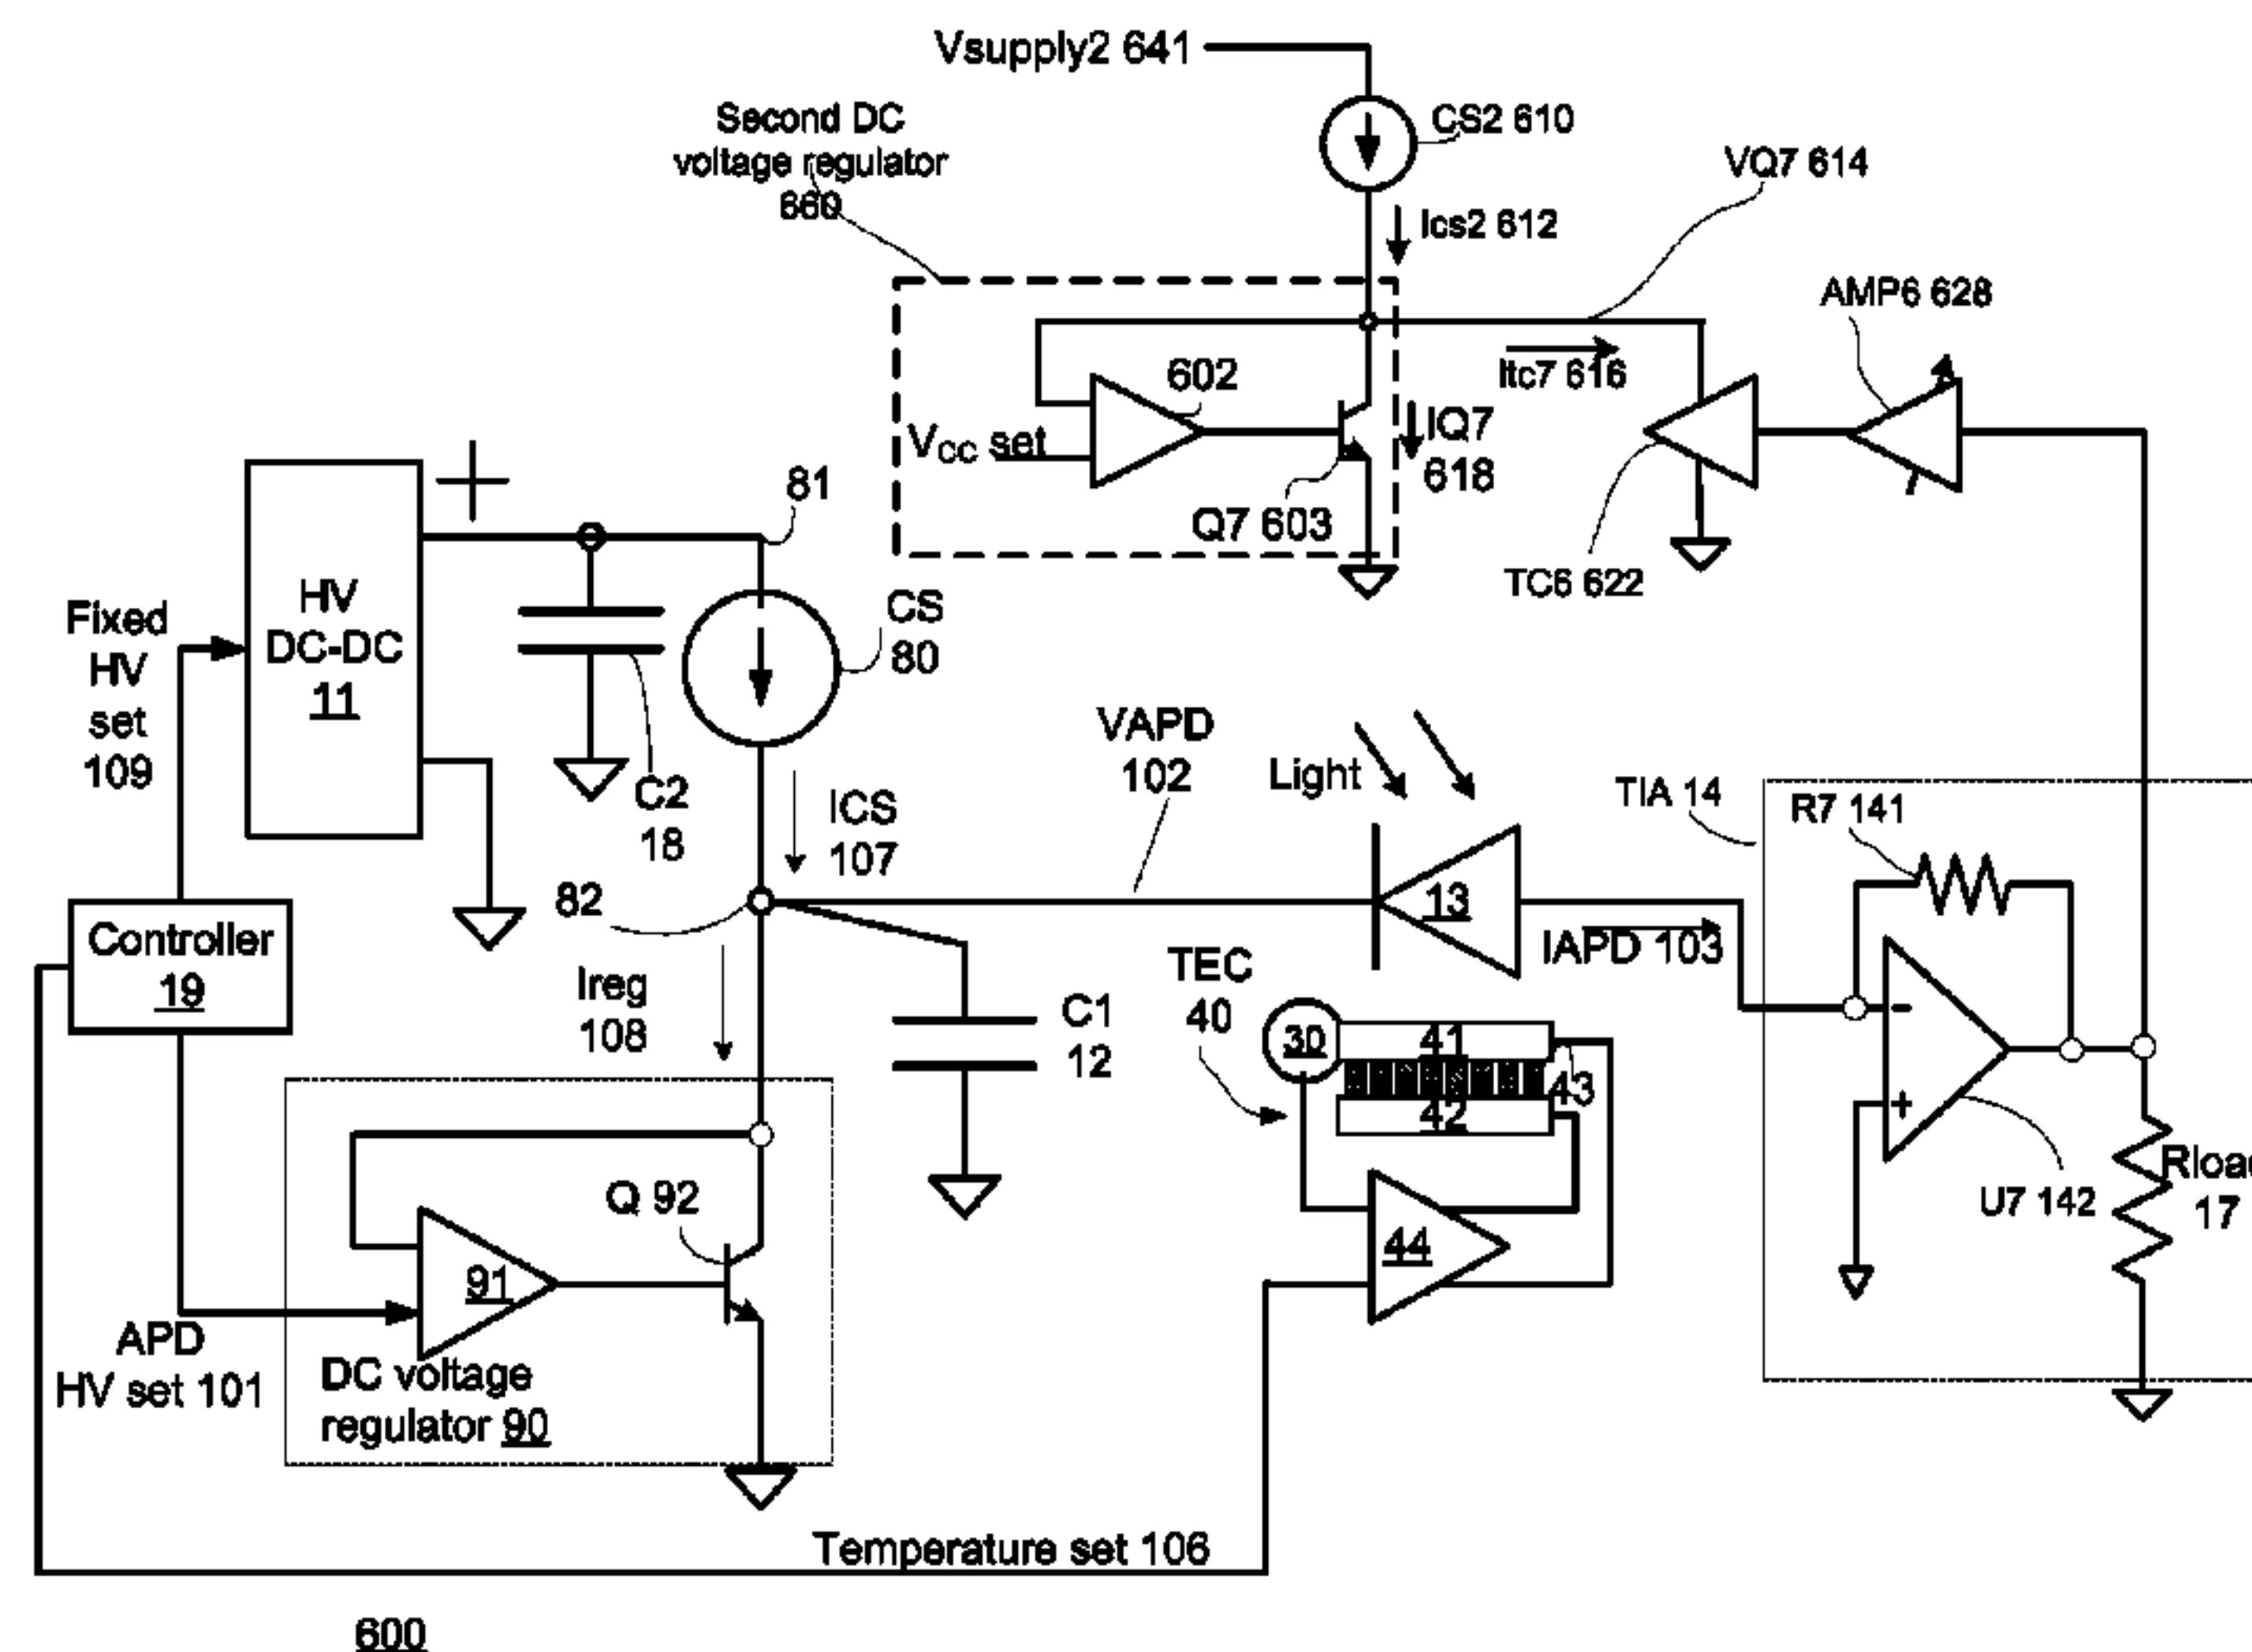 Vsupply2 641
Second DC
voltage regulator
660
CS2 610
VQ7 614
Ics2 612
AMP6 628
602
Itc7 616
VCC set
IQ7
618
Q7 603
TC6 622
81
HV
DC-DC
11
CS
80
Fixed
HV
set
109
C2
18
VAPD
102
Light
TIA 14
R7 141
ICS
107
82
13
Controller
19
IAPD 103
TEC
40
Ireg
108
C1
12
30
41
43
42
-
+
Q 92
U7 142
17
44
91
APD
HV set 101
DC voltage
regulator 90
Temperature set 106
600